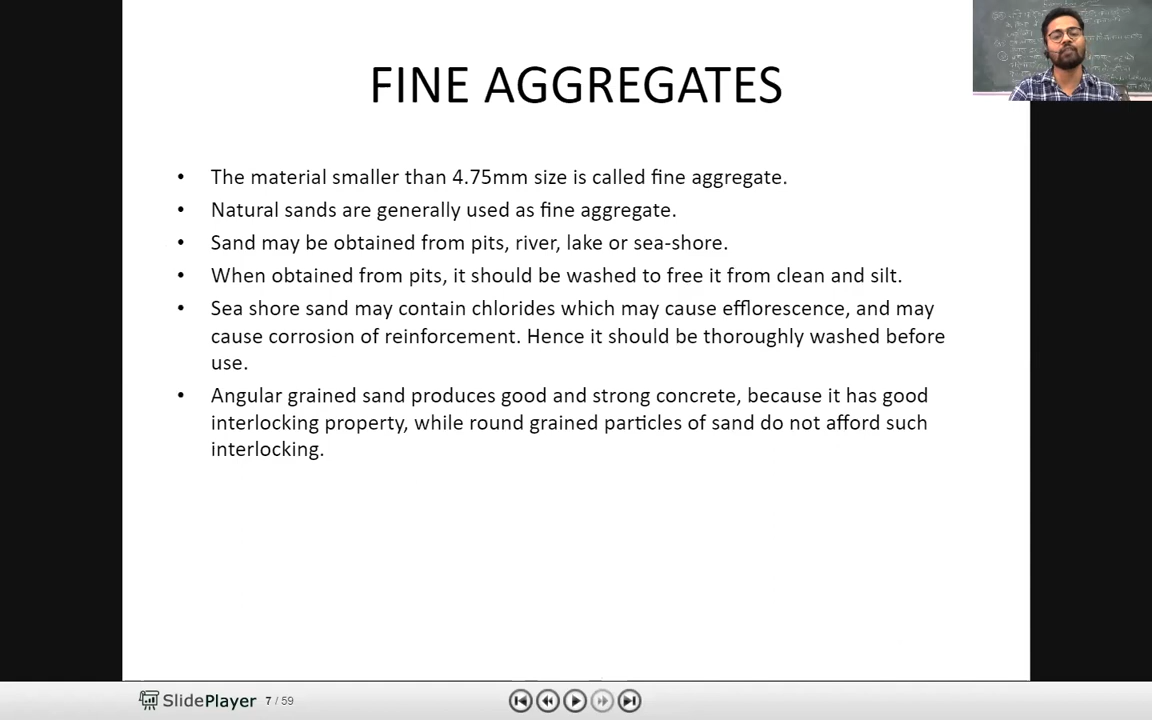 FINE AGGREGATES
• The material smaller than 4.75mm size is called fine aggregate.
• Natural sands are generally used as fine aggregate.
• Sand may be obtained from pits, river, lake or sea-shore.
• When obtained from pits, it should be washed to free it from clean and silt.
• Sea shore sand may contain chlorides which may cause efflorescence, and may
cause corrosion of reinforcement. Hence it should be thoroughly washed before
use.
• Angular grained sand produces good and strong concrete, because it has good
interlocking property, while round grained particles of sand do not afford such
interlocking.
SlidePlayer 7 / 59